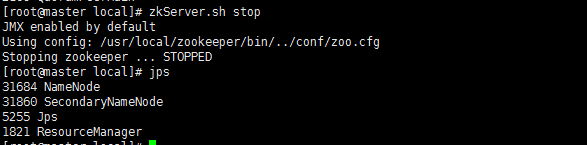 [root@master local]# zkServer.sh stop
JMX enabled by default
Using config: /usr/local/zookeeper/bin/../conf/zoo.cfg
Stopping zookeeper ... STOPPED
[root@master local]# jps
31684 NameNode
31860 SecondaryNameNode
5255 Jps
1821 ResourceManager
[root@master local]#